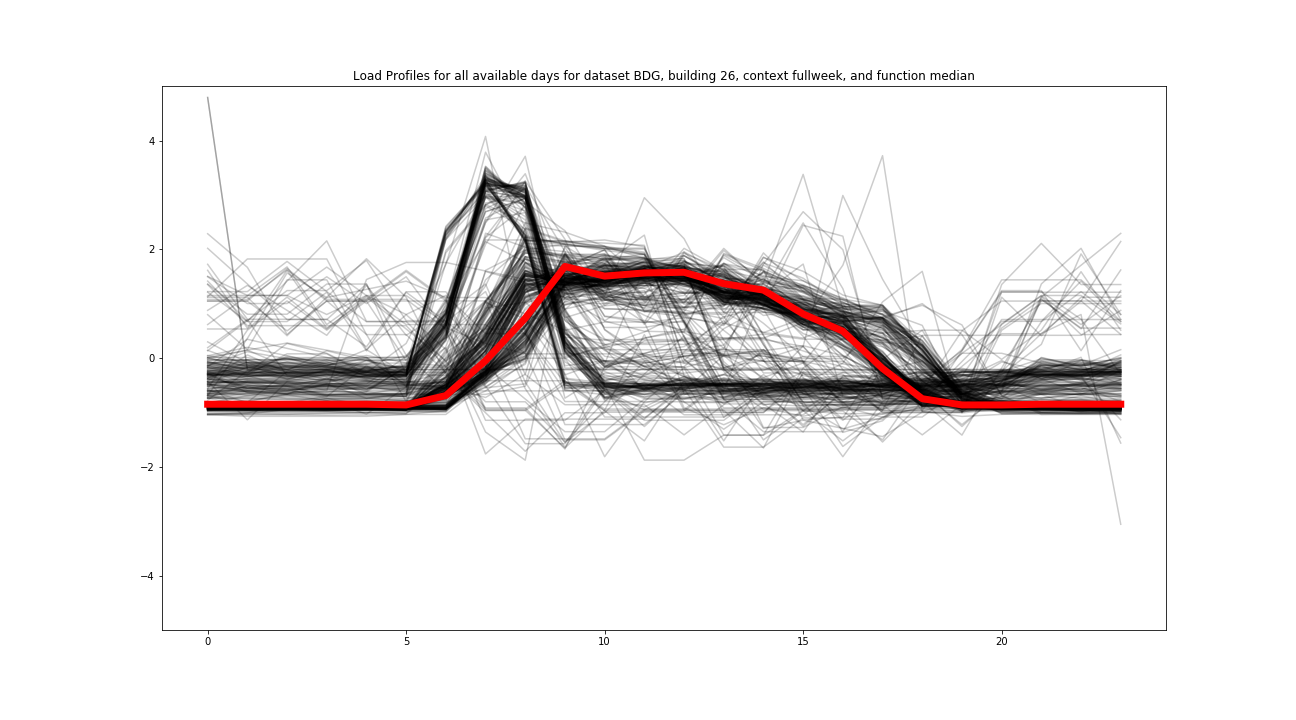 Load Profiles for all available days for dataset BDG, building 26, context fullweek, and function median
4
2
0
−2
−4
0 5 10 15 20